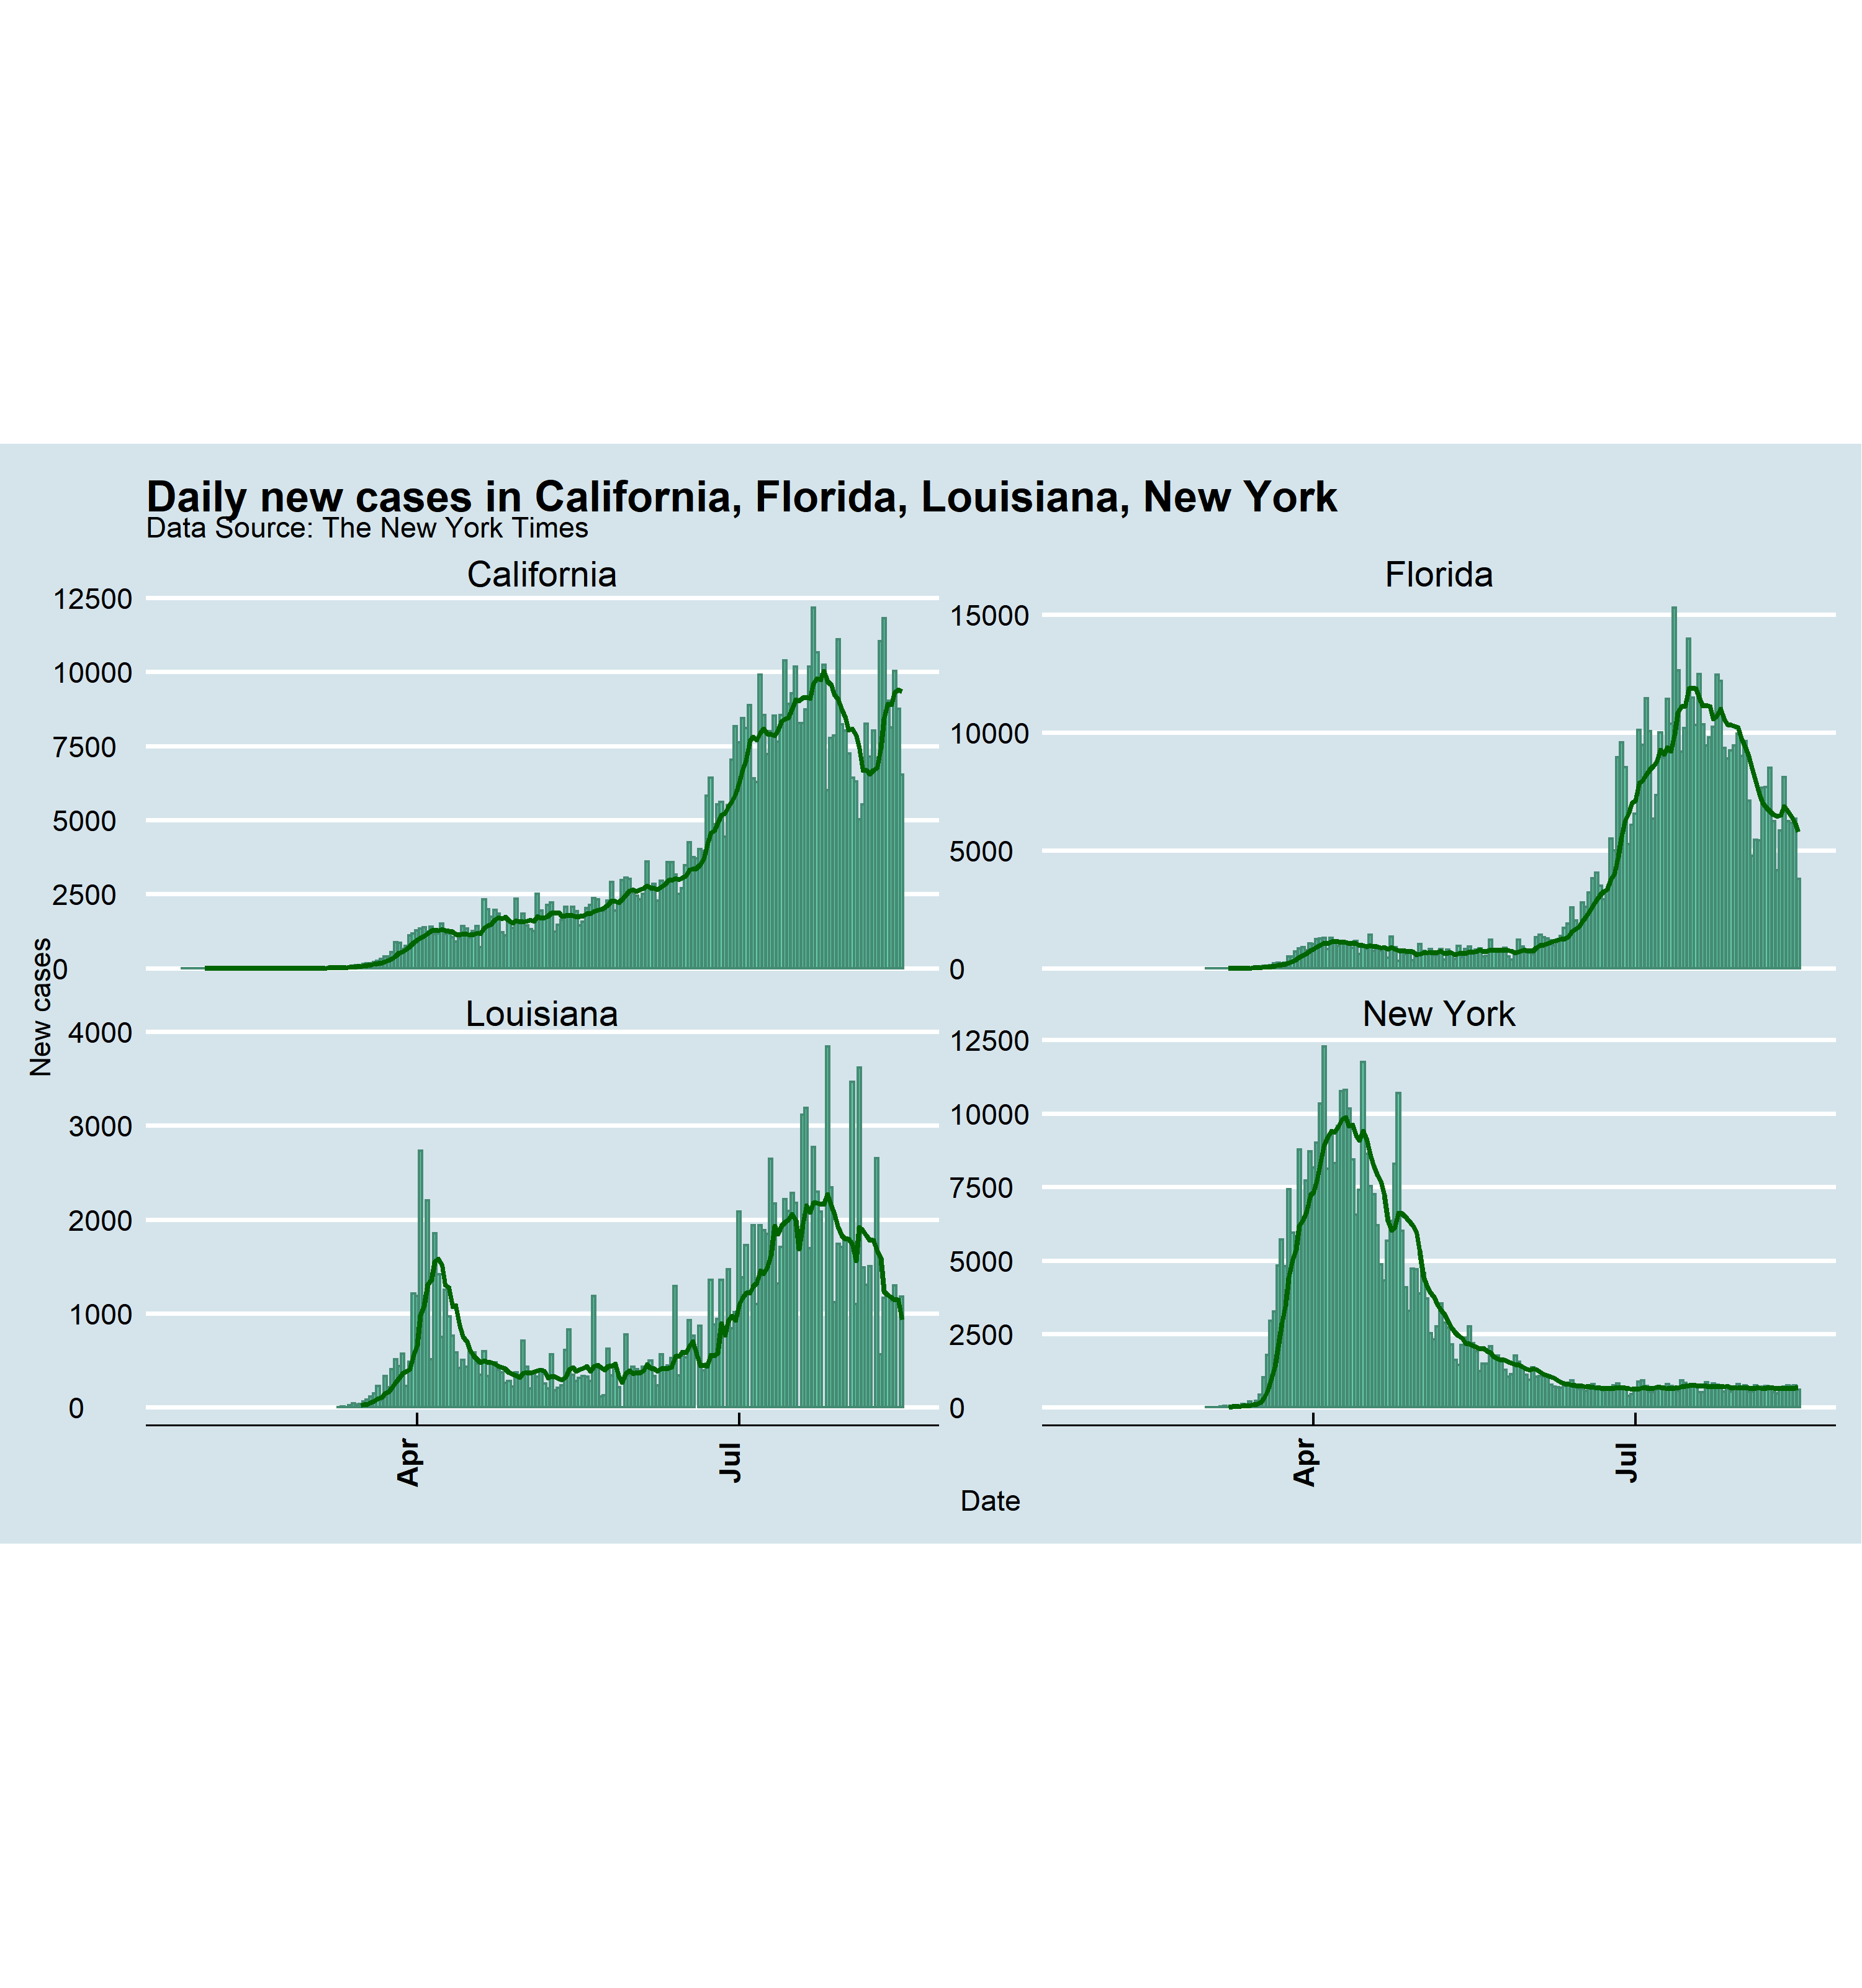 Daily new cases in California, Florida, Louisiana, New York
Data Source: The New York Times
California
12500
10000
7500
5000
2500
0
Florida
15000
10000
5000
0
New cases
Louisiana
4000
3000
2000
1000
0
New York
12500
10000
7500
5000
2500
0
Apr
Jul
Apr
Jul
Date